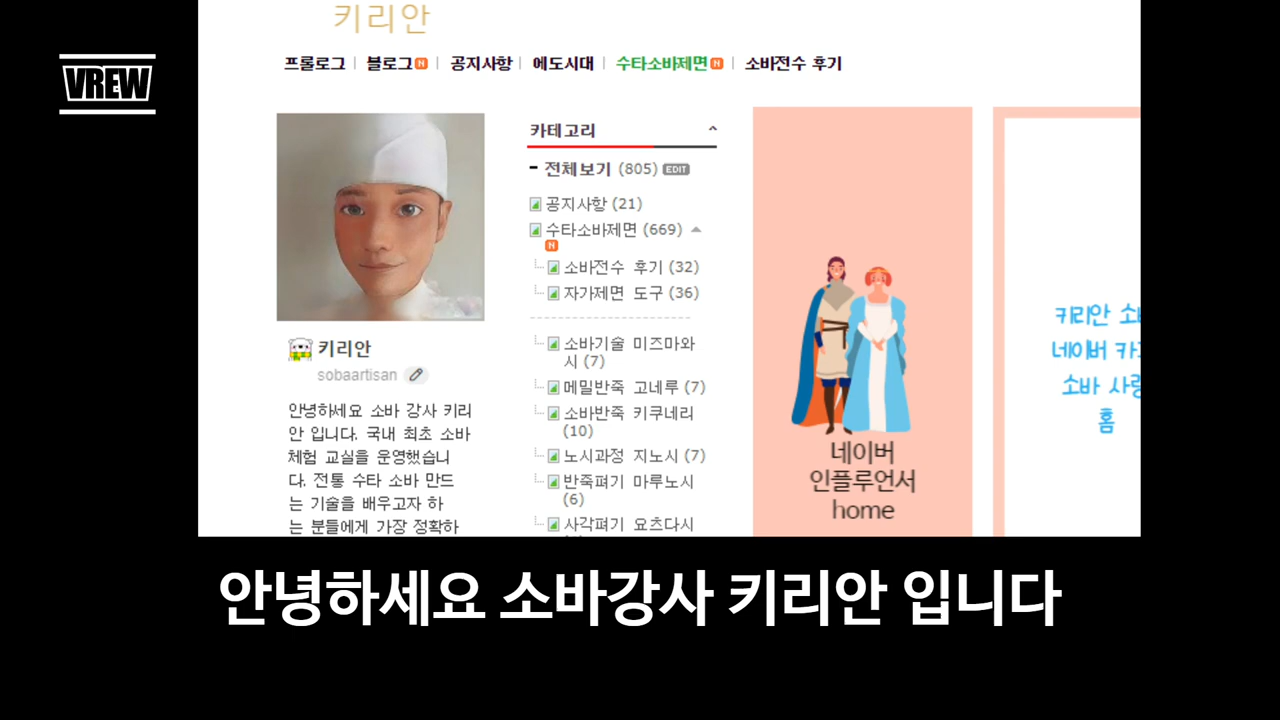 키리안
VREW
프롤로그 블로그 N 공지사항 에도시대 수타소바제면 N 소바전수 후기
카테고리
전체보기 (805) EDIT
공지사항 (21)
수타소바제면 (669)
N
소바전수 후기 (32)
자가제면 도구 (36)
소바기술 미즈마와
시 (7)
메밀반죽 고네루 (7)
소바반죽 키쿠네리
(10)
노시과정 지노시 (7)
반죽펴기 마루노시
(6)
사각펴기 요츠다시
키리안
sobaartisan
안녕하세요 소바 강사 키리
안 입니다. 국내 최초 소바
체험 교실을 운영했습니
다. 전통 수타 소바 만드
는 기술을 배우고자 하
는 분들에게 가장 정확하
네이버
인플루언서
home
키리안
네이버
소바
홈
안녕하세요 소바강사 키리안 입니다